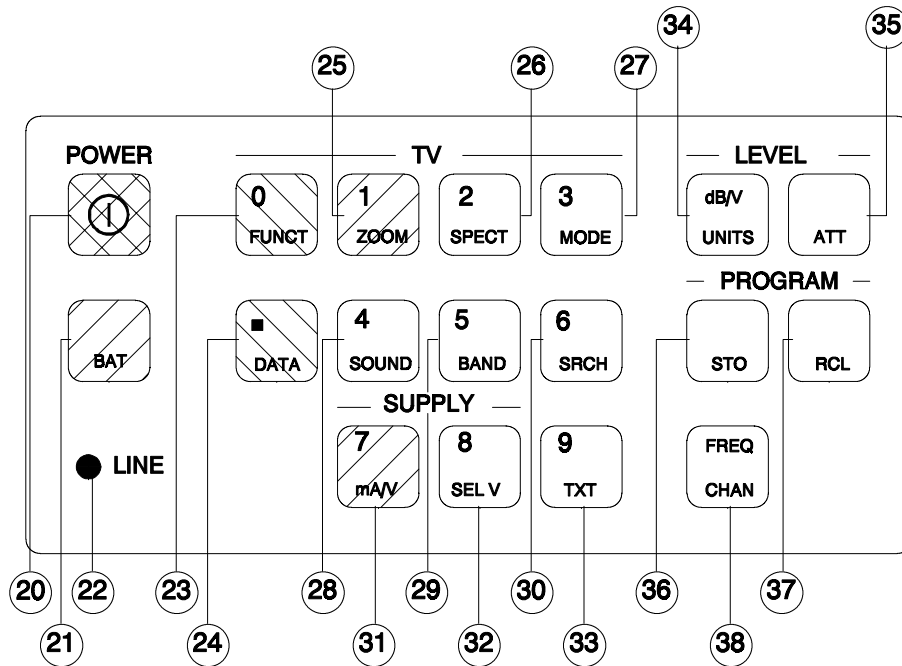 34 35
25 26 27
POWER TV LEVEL
0 FUNCT
1 ZOOM
2 SPECT
3 MODE
dB/V UNITS
ATT
20 23
PROGRAM
BAT
■ DATA
4 SOUND
5 BAND
6 SRCH
STO
RCL
SUPPLY
LINE
7 mA/V
8 SEL V
9 TXT
FREQ CHAN
20 22 23 28 29 30 36 37
21 24 31 32 33 38